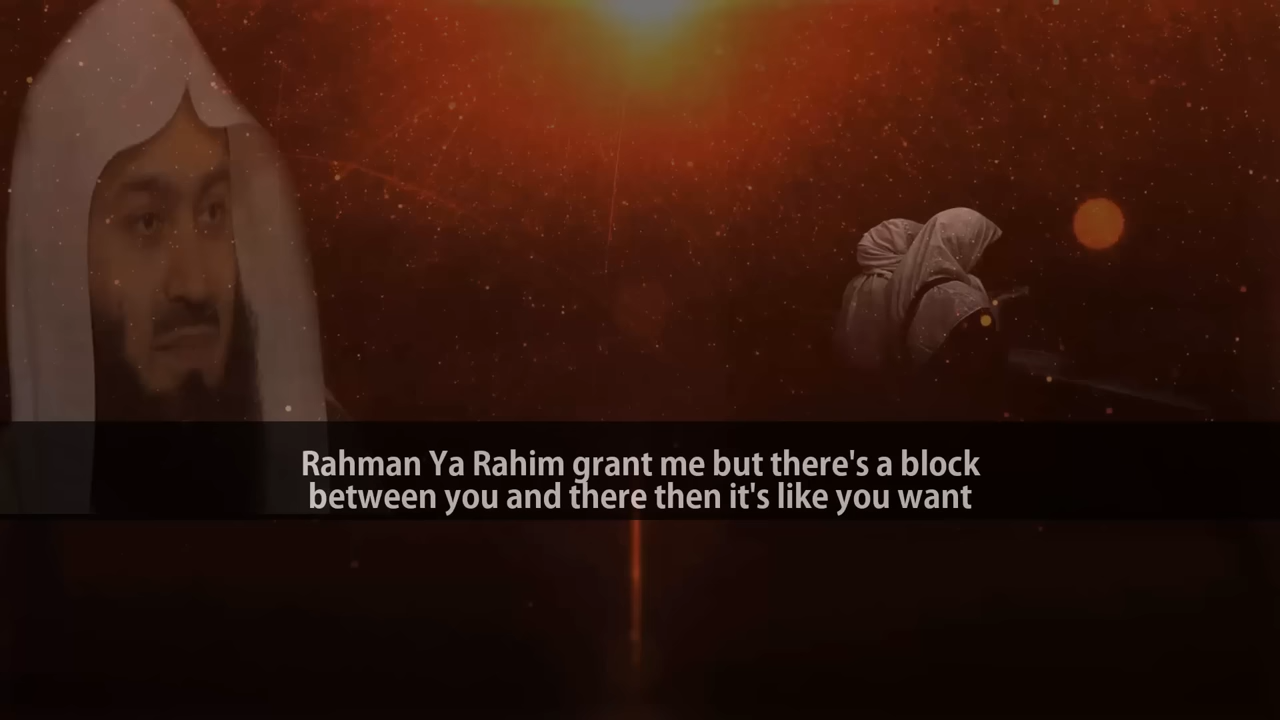 Rahman Ya Rahim grant me but there's a block
between you and there then it's like you want